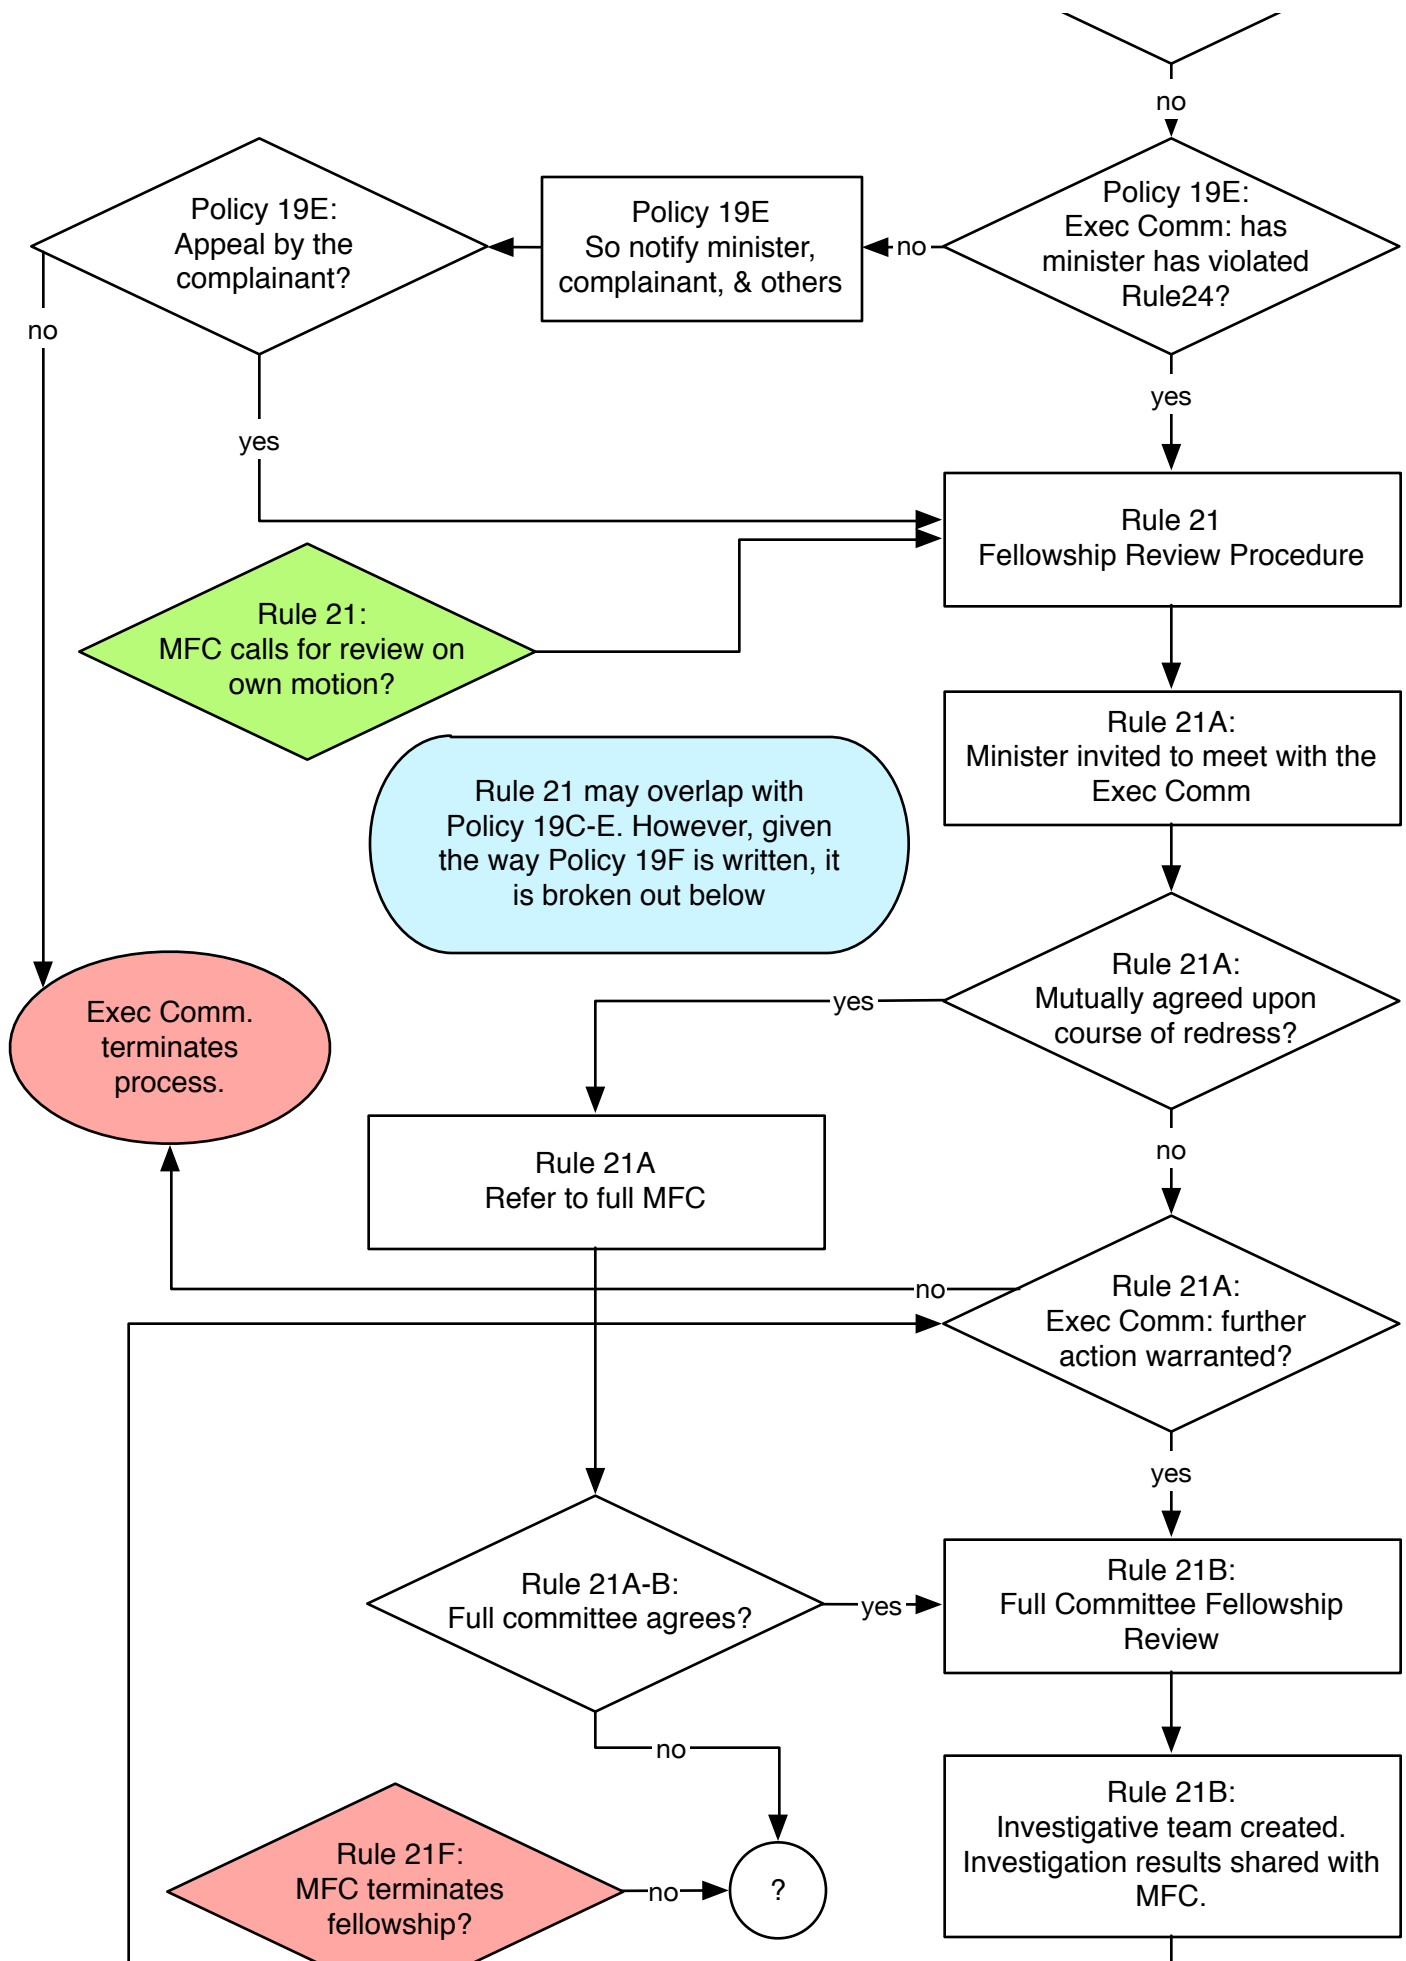 no
Policy 19E:
Appeal by the
complainant?
Policy 19E
So notify minister,
complainant, & others
no
Policy 19E:
Exec Comm: has
minister has violated
Rule24?
no
yes
yes
Rule 21
Fellowship Review Procedure
Rule 21:
MFC calls for review on
own motion?
Rule 21A:
Minister invited to meet with the
Exec Comm
Rule 21 may overlap with
Policy 19C-E. However, given
the way Policy 19F is written, it
is broken out below
Rule 21A:
Mutually agreed upon
course of redress?
yes
Exec Comm.
terminates
process.
no
Rule 21A
Refer to full MFC
Rule 21A:
Exec Comm: further
action warranted?
no
yes
Rule 21A-B:
Full committee agrees?
yes
Rule 21B:
Full Committee Fellowship
Review
no
Rule 21B:
Investigative team created.
Investigation results shared with
MFC.
Rule 21F:
MFC terminates
fellowship?
no
?